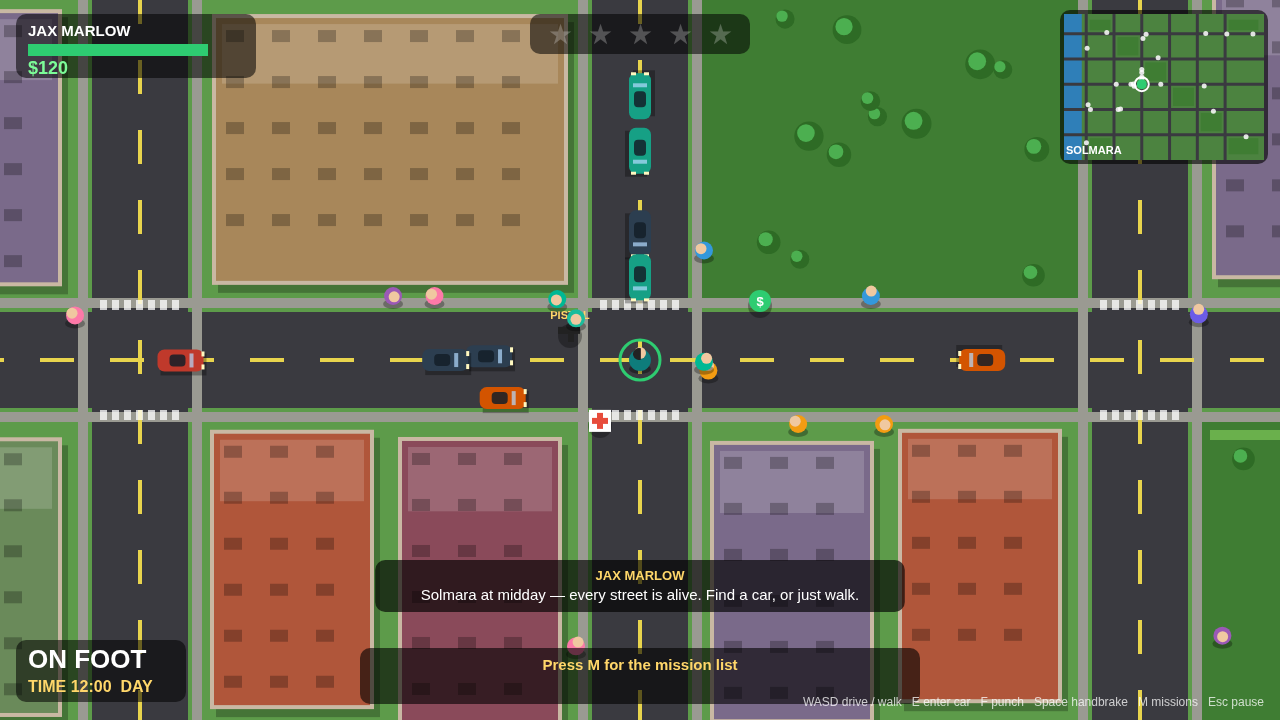 JAX MARLOW
$120
SOLMARA
$
JAX MARLOW
Solmara at midday — every street is alive. Find a car, or just walk.
Press M for the mission list
ON FOOT
TIME 12:00 DAY
WASD drive / walk E enter car F punch Space handbrake M missions Esc pause